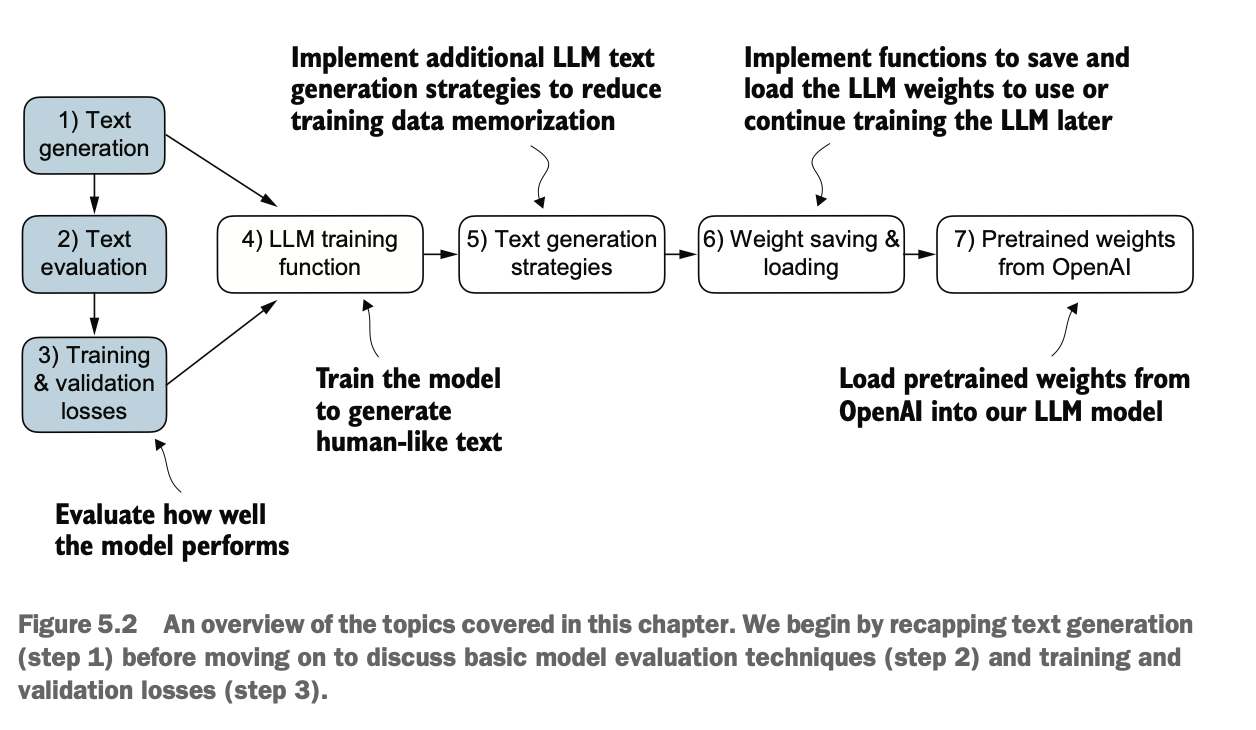 Implement additional LLM text
generation strategies to reduce
training data memorization
Implement functions to save and
load the LLM weights to use or
continue training the LLM later
1) Text
generation
2) Text
evaluation
3) Training
& validation
losses
4) LLM training
function
5) Text generation
strategies
6) Weight saving &
loading
7) Pretrained weights
from OpenAI
Train the model
to generate
human-like text
Load pretrained weights from
OpenAI into our LLM model
Evaluate how well
the model performs
Figure 5.2 An overview of the topics covered in this chapter. We begin by recapping text generation
(step 1) before moving on to discuss basic model evaluation techniques (step 2) and training and
validation losses (step 3).